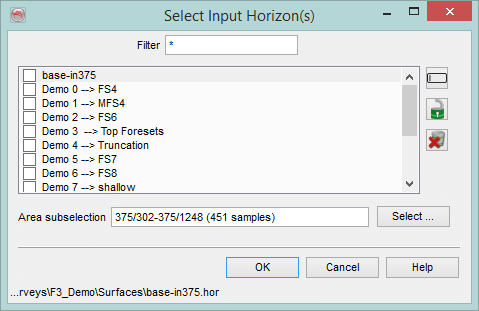 Select Input Horizon(s)
Filter *
base-in375
Demo 0 --> FS4
Demo 1 --> MFS4
Demo 2 --> FS6
Demo 3  --> Top Foresets
Demo 4 --> Truncation
Demo 5 --> FS7
Demo 6 --> FS8
Demo 7 --> shallow
Area subselection 375/302-375/1248 (451 samples) Select ...
OK Cancel Help
...rveys\F3_Demo\Surfaces\base-in375.hor